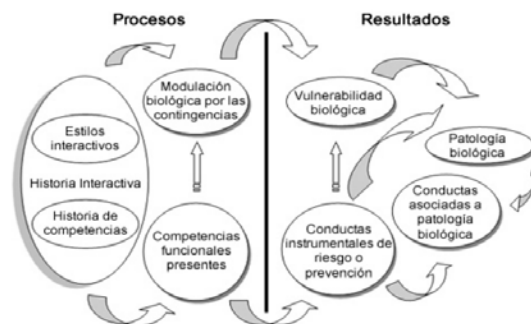 Procesos
Resultados
Modulación
biológica por las
contingencias
Vulnerabilidad
biológica
Estilos
interactivos
Patología
biológica
Historia Interactiva
Historia de
competencias
Conductas
asociadas a
patología
biológica
Competencias
funcionales
presentes
Conductas
instrumentales de
riesgo o
prevención